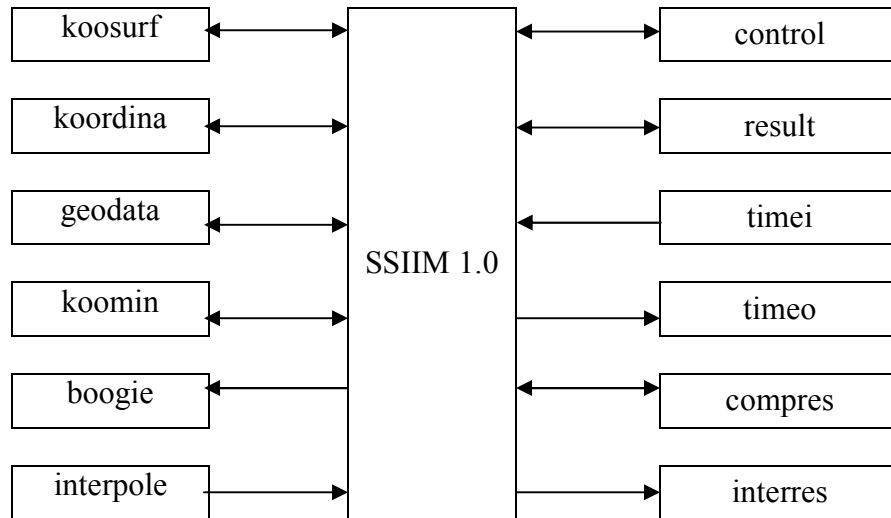 koosurf
control
koordina
result
geodata
timei
SSIIM 1.0
koomin
timeo
boogie
compres
interpole
interres